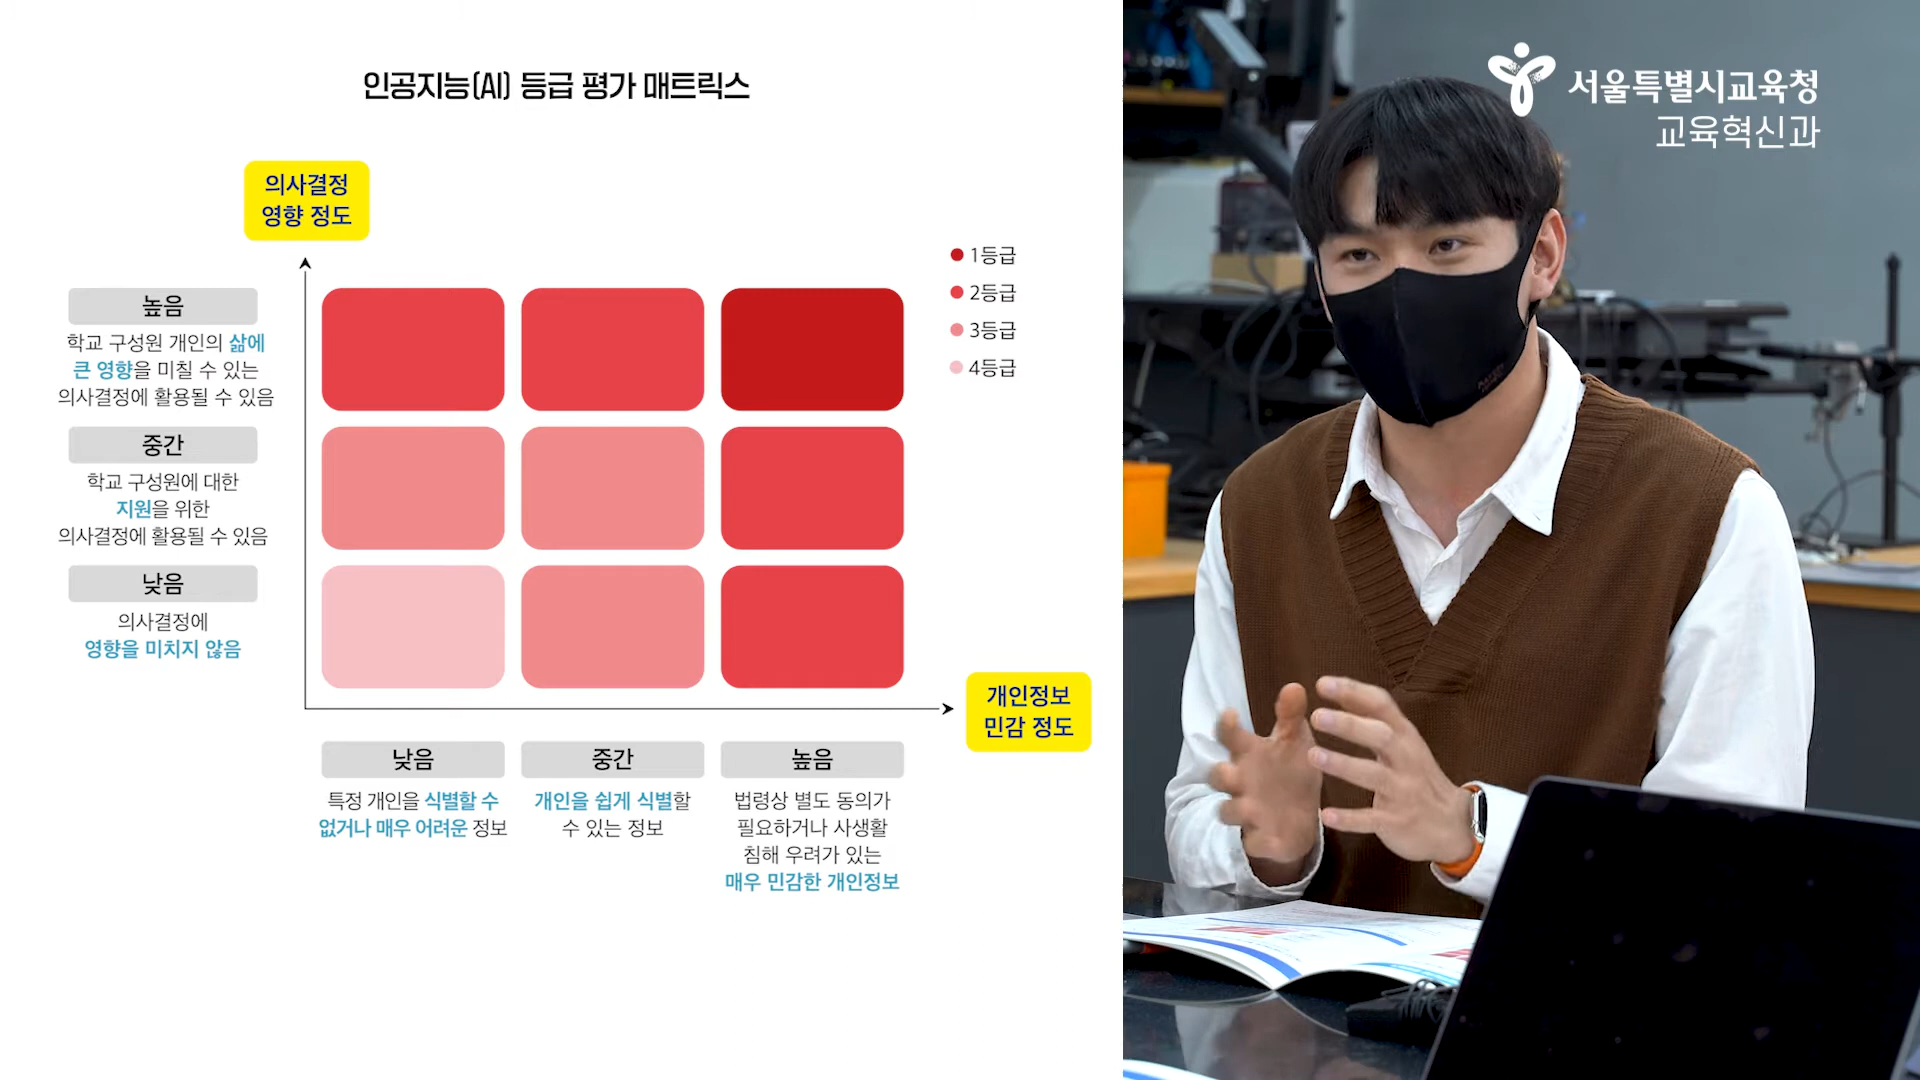 인공지능(AI) 등급 평가 매트릭스
의사결정
영향 정도
1등급
2등급
3등급
4등급
높음
학교 구성원 개인의 삶에
큰 영향을 미칠 수 있는
의사결정에 활용될 수 있음
중간
학교 구성원에 대한
지원을 위한
의사결정에 활용될 수 있음
낮음
의사결정에
영향을 미치지 않음
개인정보
민감 정도
낮음
특정 개인을 식별할 수
없거나 매우 어려운 정보
중간
개인을 쉽게 식별할
수 있는 정보
높음
법령상 별도 동의가
필요하거나 사생활
침해 우려가 있는
매우 민감한 개인정보
서울특별시교육청
교육혁신과